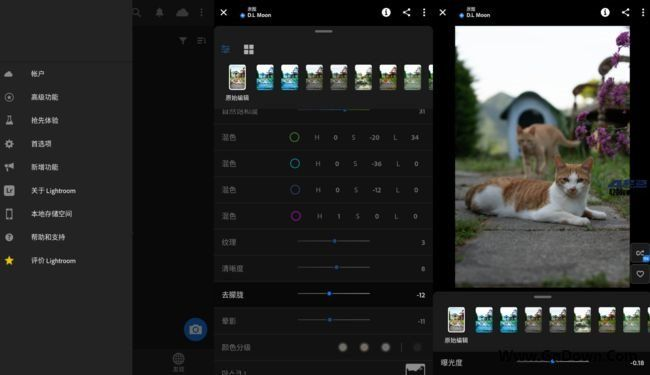 帐户
高级功能
抢先体验
首选项
新增功能
Lr 关于 Lightroom
本地存储空间
帮助和支持
评价 Lightroom
发现
原图
D.L Moon
原始编辑
自然饱和度 31
混色 H 0 S -20 L 34
混色 H 0 S -36 L 0
混色 H 0 S -12 L 0
混色 H 1 S 0 L 0
纹理 3
清晰度 8
去朦胧 -12
晕影 -11
颜色分级
原图
D.L Moon
原始编辑
曝光度 -0.18